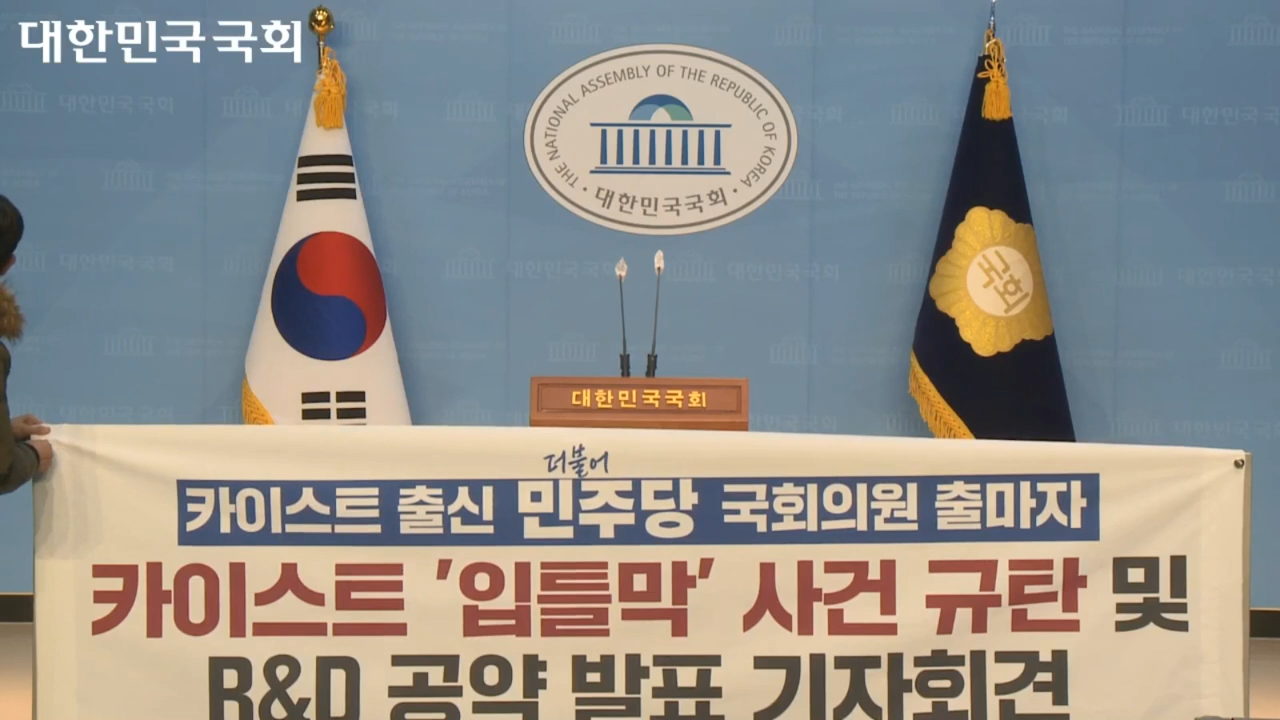 대한민국 국회
THE NATIONAL ASSEMBLY OF THE REPUBLIC OF KOREA
· 대한민국국회 ·
국회
대한민국국회
더불어
카이스트 출신 민주당 국회의원 출마자
카이스트 '입틀막' 사건 규탄 및
R&D 공약 발표 기자회견